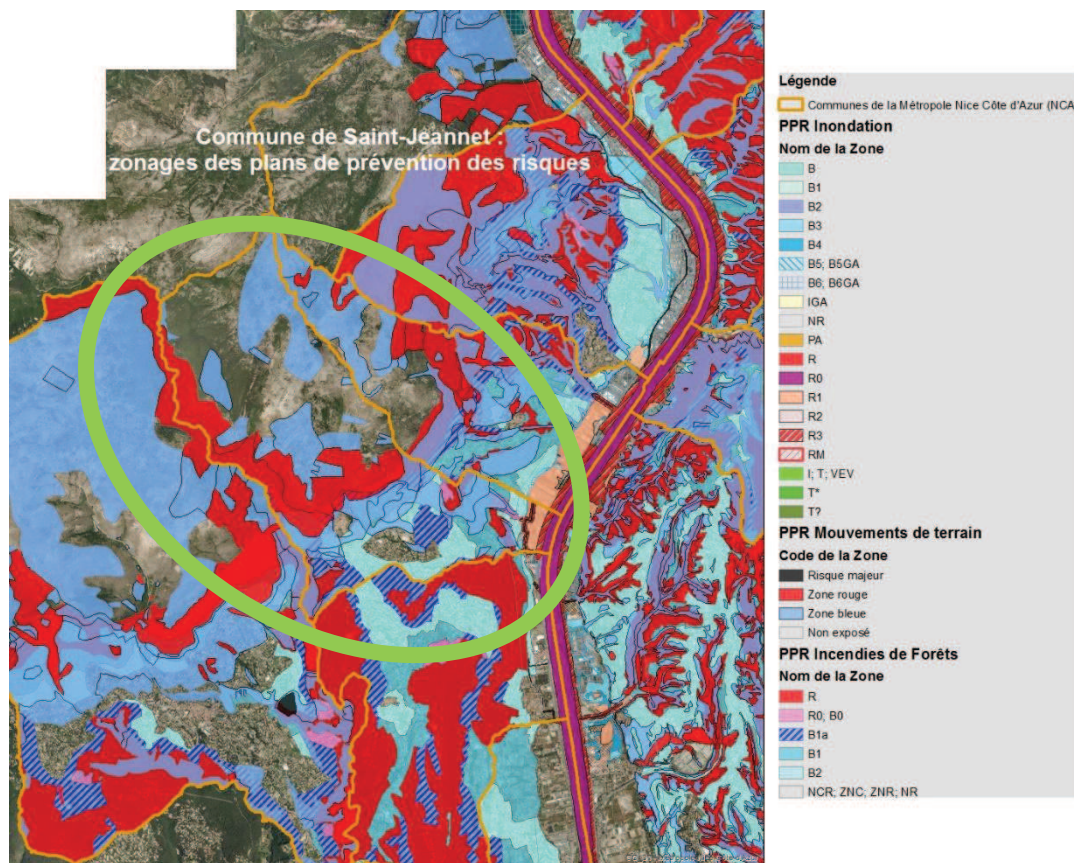 Commune de Saint-Jeannet :
zonages des plans de prévention des risques
Légende
Communes de la Métropole Nice Côte d'Azur (NCA
PPR Inondation
Nom de la Zone
B
B1
B2
B3
B4
B5; B5GA
B6; B6GA
IGA
NR
PA
R
R0
R1
R2
R3
RM
I; T; VEV
T*
T?
PPR Mouvements de terrain
Code de la Zone
Risque majeur
Zone rouge
Zone bleue
Non exposé
PPR Incendies de Forêts
Nom de la Zone
R
R0; B0
B1a
B1
B2
NCR; ZNC; ZNR; NR